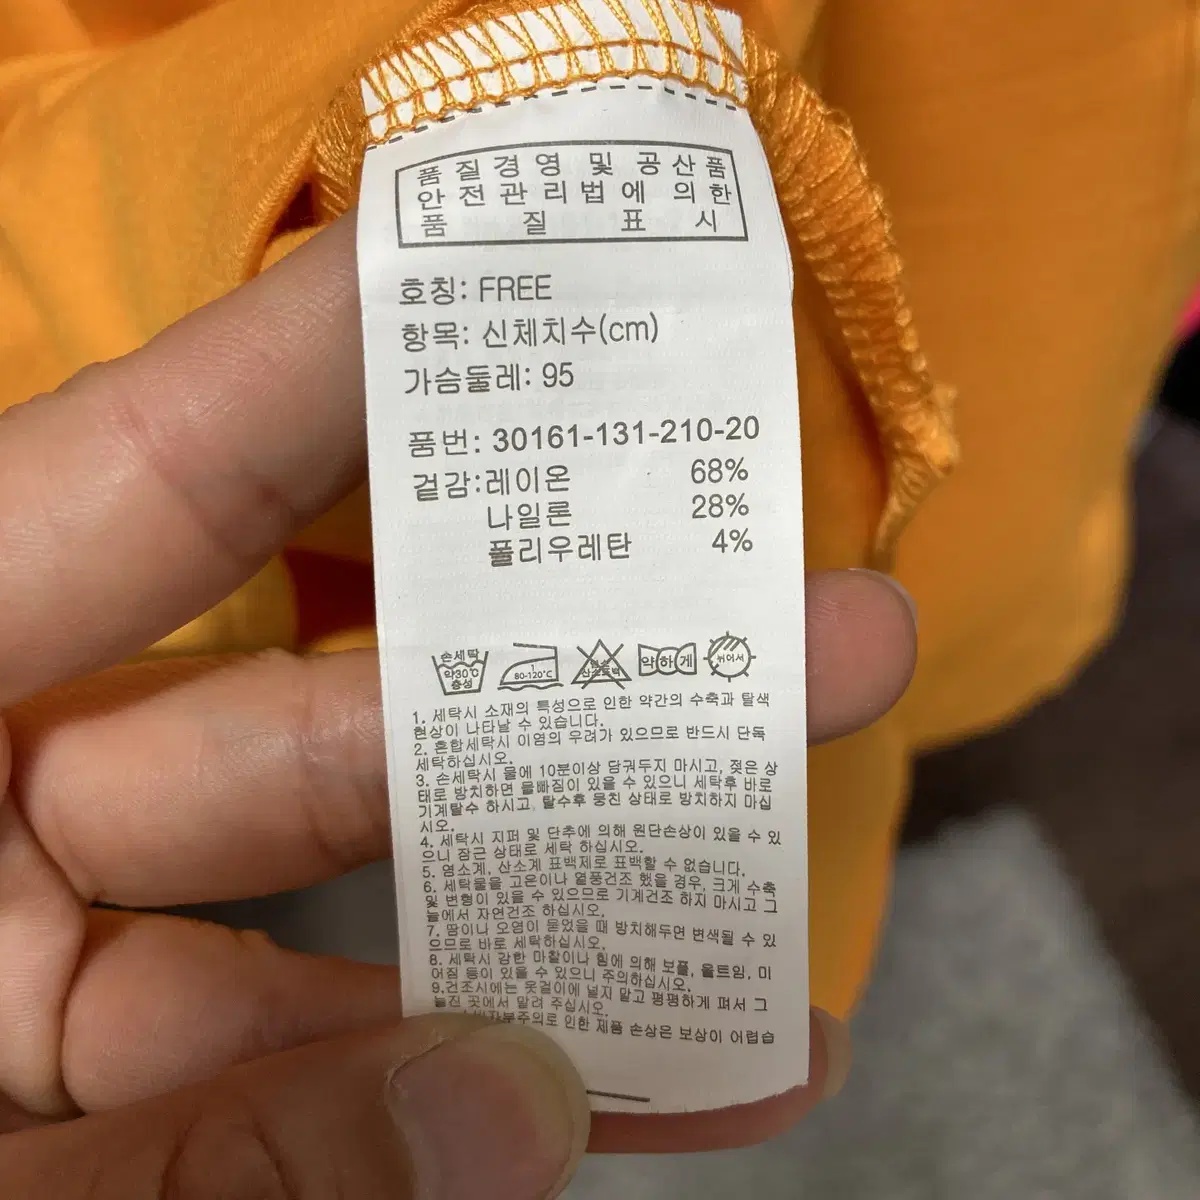 품질경영 및 공산품
안전관리법에 의한
품 질 표 시
호칭: FREE
항목: 신체치수(cm)
가슴둘레: 95
품번: 30161-131-210-20
겉감:레이온 68%
나일론 28%
폴리우레탄 4%
손세탁
약30℃
중성
1
80-120℃
산소표백
약하게
뉘어서
1. 세탁시 소재의 특성으로 인한 약간의 수축과 탈색
현상이 나타날 수 있습니다.
2. 혼합세탁시 이염의 우려가 있으므로 반드시 단독
세탁하십시오.
3. 손세탁시 물에 10분이상 담궈두지 마시고, 젖은 상
태로 방치하면 물빠짐이 있을 수 있으니 세탁후 바로
기계탈수 하시고, 탈수후 뭉친 상태로 방치하지 마십
시오.
4. 세탁시 지퍼 및 단추에 의해 원단손상이 있을 수 있
으니 잠근 상태로 세탁 하십시오.
5. 염소계, 산소계 표백제로 표백할 수 없습니다.
6. 세탁물을 고온이나 열풍건조 했을 경우, 크게 수축
및 변형이 있을 수 있으므로 기계건조 하지 마시고 그
늘에서 자연건조 하십시오.
7. 땀이나 오염이 묻었을 때 방치해두면 변색될 수 있
으므로 바로 세탁하십시오.
8. 세탁시 강한 마찰이나 힘에 의해 보풀, 올트임, 미
어짐 등이 있을 수 있으니 주의하십시오.
9.건조시에는 옷걸이에 널지 말고 평평하게 펴서 그
늘진 곳에서 말려 주십시오.
인한 제품 손상은 보상이 어렵습